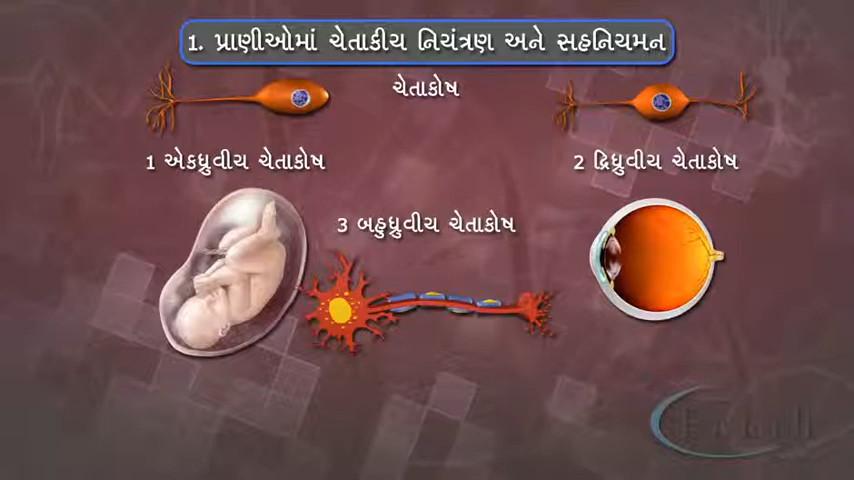 1. પ્રાણીઓમાં ચેતાકીય નિયંત્રણ અને સહનિયમન
ચેતાકોષ
1 એકધ્રુવીય ચેતાકોષ
2 દ્વિધ્રુવીય ચેતાકોષ
3 બહુધ્રુવીય ચેતાકોષ